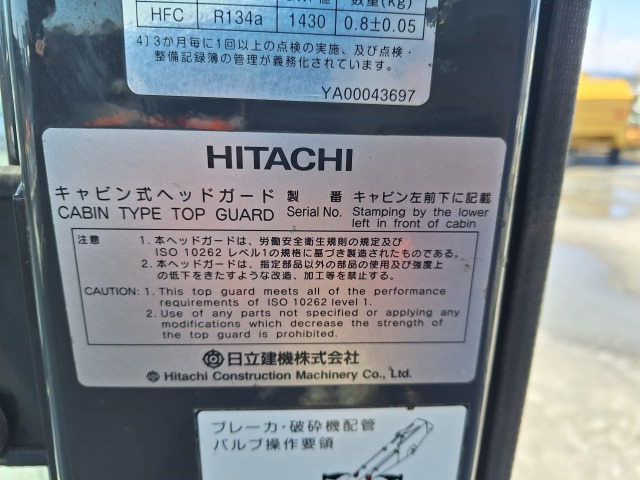 HFC R134a 1430 0.8±0.05
4] 3か月毎に1回以上の点検の実施、及び点検・
整備記録簿の管理が義務化されています。
YA00043697
HITACHI
キャビン式ヘッドガード 製 番 キャビン左前下に記載
CABIN TYPE TOP GUARD Serial No. Stamping by the lower
left in front of cabin
注意 1. 本ヘッドガードは、労働安全衛生規則の規定及び
ISO 10262 レベル1の規格に基づき製造されたものである。
2. 本ヘッドガードは、指定部品以外の部品の使用及び強度上
の低下をきたすような改造、加工等を禁止する。
CAUTION: 1. This top guard meets all of the performance
requirements of ISO 10262 level 1.
2. Use of any parts not specified or applying any
modifications which decrease the strength of
the top guard is prohibited.
日立建機株式会社
Hitachi Construction Machinery Co., Ltd.
ブレーカ・破砕機配管
バルブ操作要領